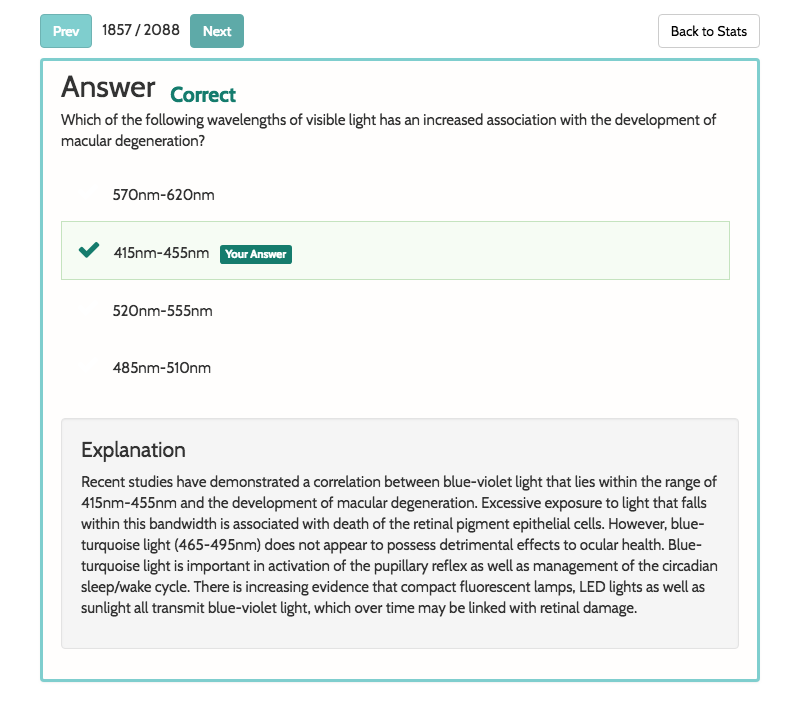 Prev 1857 / 2088 Next Back to Stats
Answer Correct
Which of the following wavelengths of visible light has an increased association with the development of
macular degeneration?
570nm-620nm
415nm-455nm Your Answer
520nm-555nm
485nm-510nm
Explanation
Recent studies have demonstrated a correlation between blue-violet light that lies within the range of
415nm-455nm and the development of macular degeneration. Excessive exposure to light that falls
within this bandwidth is associated with death of the retinal pigment epithelial cells. However, blue-
turquoise light (465-495nm) does not appear to possess detrimental effects to ocular health. Blue-
turquoise light is important in activation of the pupillary reflex as well as management of the circadian
sleep/wake cycle. There is increasing evidence that compact fluorescent lamps, LED lights as well as
sunlight all transmit blue-violet light, which over time may be linked with retinal damage.